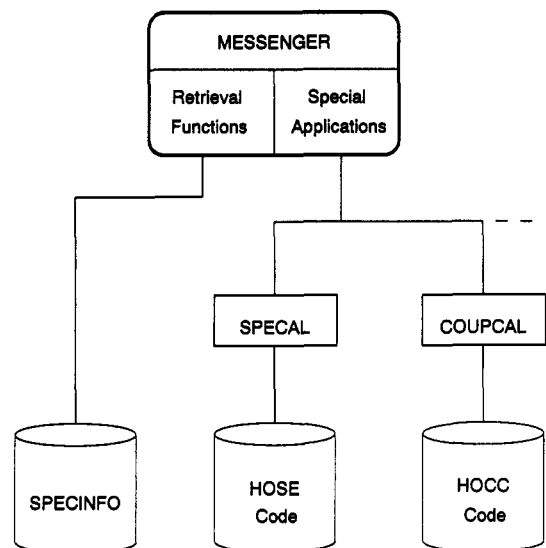 MESSENGER
Retrieval
Functions
Special
Applications
SPECAL
COUPCAL
SPECINFO
HOSE
Code
HOCC
Code